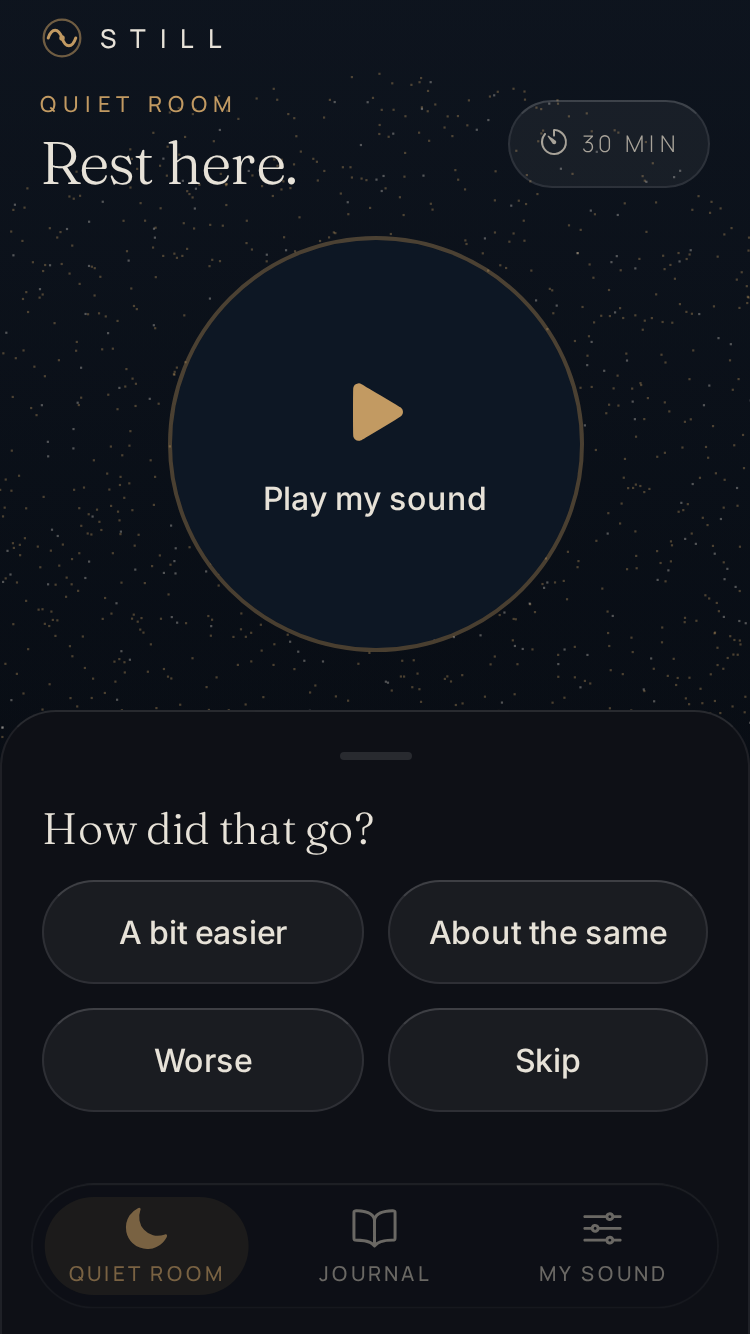 STILL
QUIET ROOM
Rest here.
30 MIN
Play my sound
How did that go?
A bit easier
About the same
Worse
Skip
QUIET ROOM
JOURNAL
MY SOUND